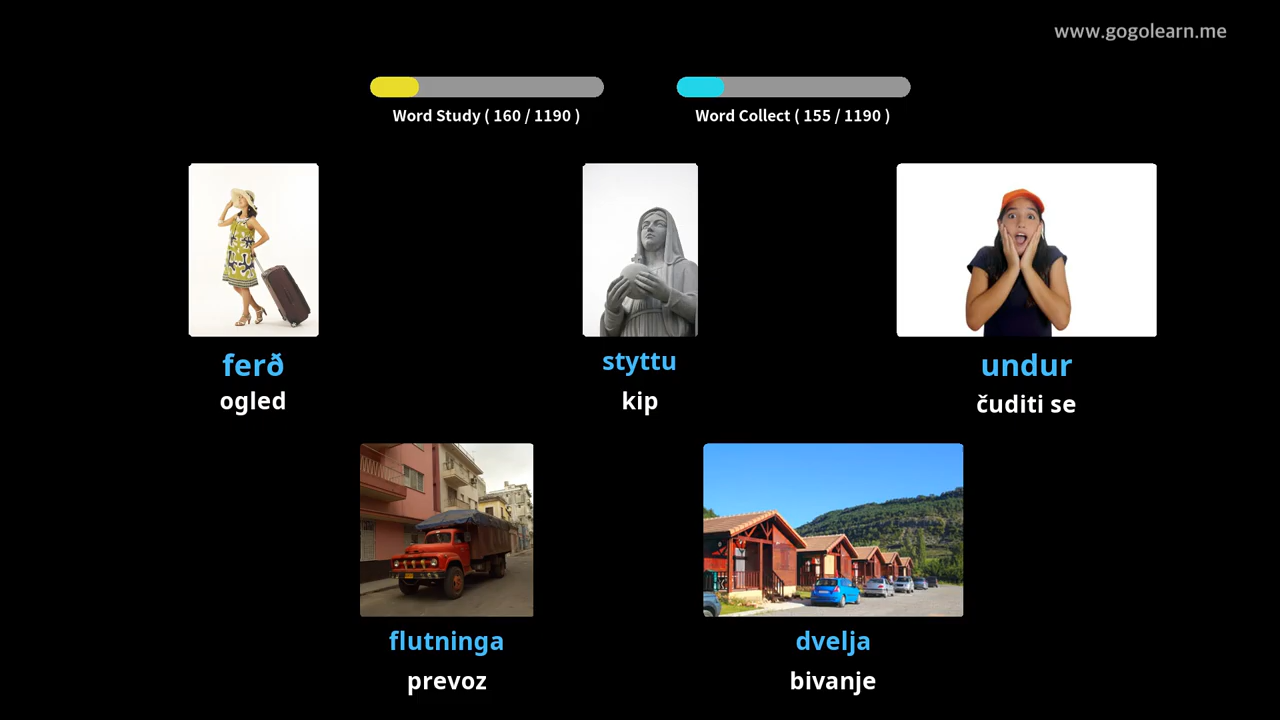 www.gogolearn.me
Word Study ( 160 / 1190 )
Word Collect ( 155 / 1190 )
ferð
ogled
styttu
kip
undur
čuditi se
flutninga
prevoz
dvelja
bivanje